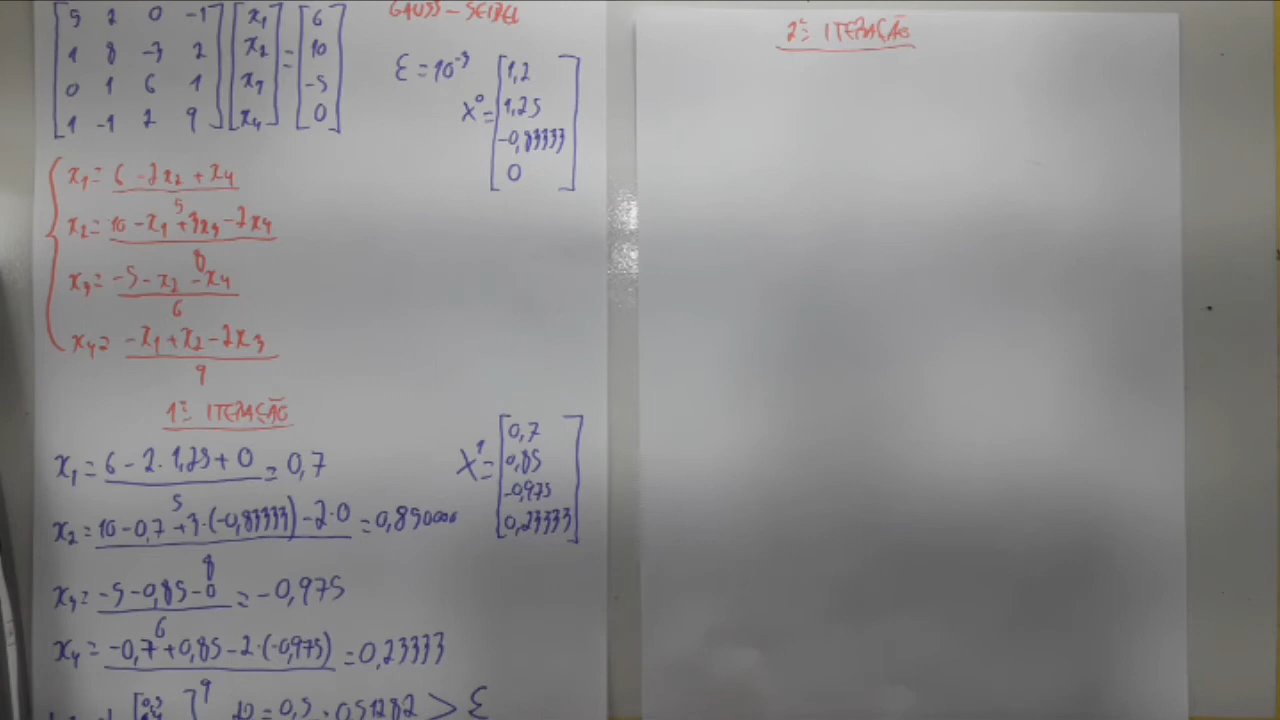 GAUSS-SEIDEL
[5 2 0 -1] [x₁] [6]
[1 8 -3 2] [x₂] = [10]
[0 1 6 1] [x₃] [-5]
[1 -1 2 9] [x₄] [0]
ε = 10⁻³
X⁰ = [1,2
1,25
-0,83333
0]
x₁ = (6 - 2x₂ + x₄)/5
x₂ = (10 - x₁ + 3x₃ - 2x₄)/8
x₃ = (-5 - x₂ - x₄)/6
x₄ = (-x₁ + x₂ - 2x₃)/9
1ª ITERAÇÃO
x₁ = (6 - 2·1,25 + 0)/5 = 0,7
x₂ = (10 - 0,7 + 3·(-0,83333) - 2·0)/8 = 0,850000
x₃ = (-5 - 0,85 - 0)/6 = -0,975
x₄ = (-0,7 + 0,85 - 2·(-0,975))/9 = 0,23333
X¹ = [0,7
0,85
-0,975
0,23333]
= 0,51282 > ε
2ª ITERAÇÃO